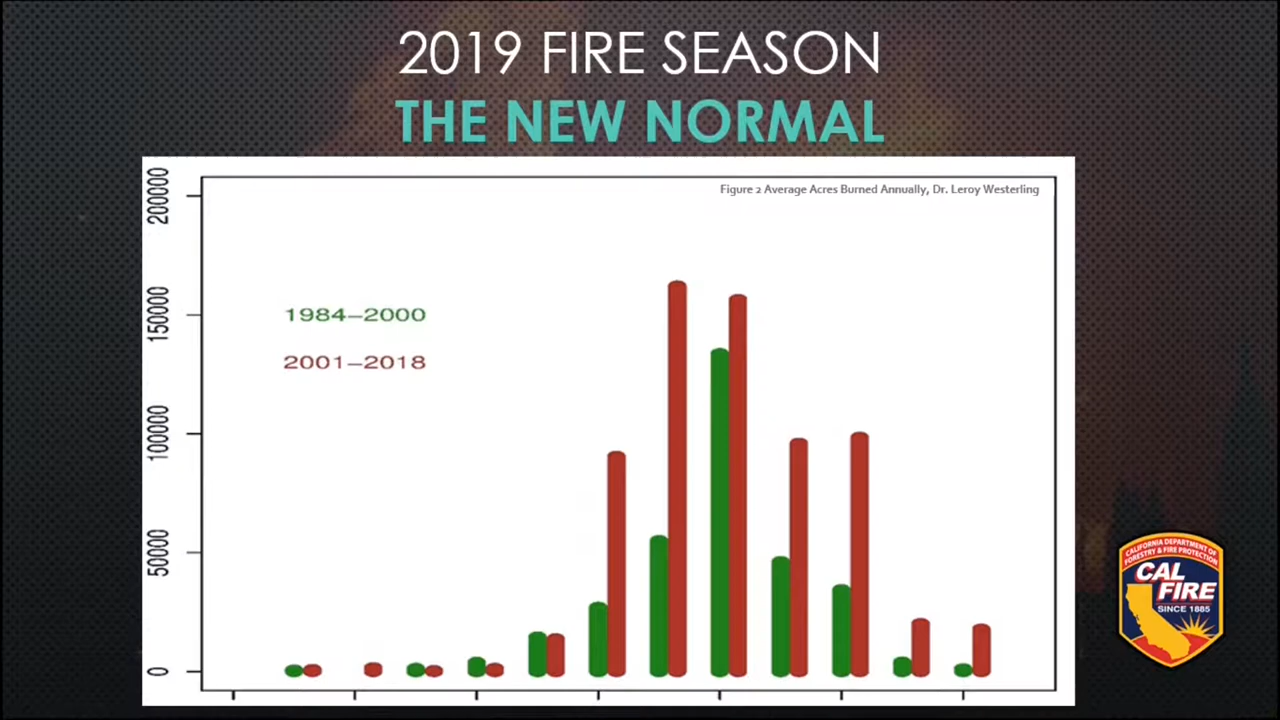 2019 FIRE SEASON
THE NEW NORMAL
Figure 2 Average Acres Burned Annually, Dr. Leroy Westerling
200000
150000
100000
50000
0
1984–2000
2001–2018
CALIFORNIA DEPARTMENT OF
FORESTRY & FIRE PROTECTION
CAL
FIRE
SINCE 1885